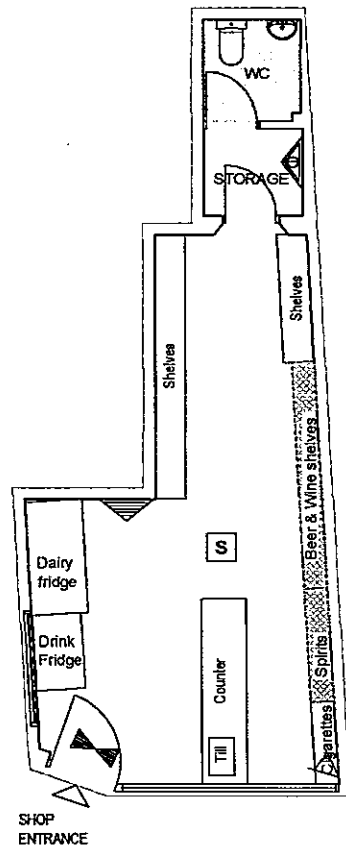 WC
STORAGE
Shelves
Shelves
Beer & Wine shelves
S
Dairy
fridge
Drink
Fridge
Counter
Spirits
Till
Cigarettes
SHOP
ENTRANCE